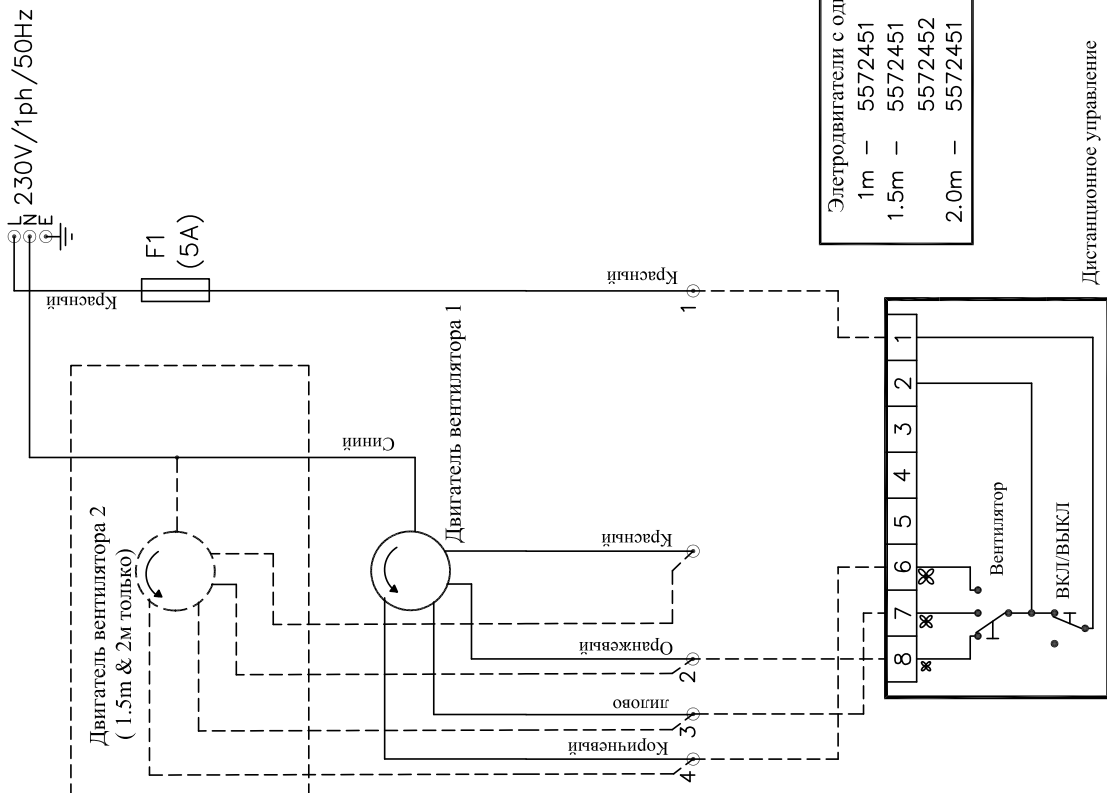 230V/1ph/50Hz
L
N
E
F1
(5A)
Красный
Красный
1
Синий
Двигатель вентилятора 2
( 1.5m & 2м только)
Двигатель вентилятора 1
Красный
Оранжевый
2
лилово
3
Коричневый
4
Элетродвигатели с
1m – 5572451
1.5m – 5572451
5572452
2.0m – 5572451
Дистанционное управление
1
2
3
4
5
6
7
8
Вентилятор
ВКЛ/ВЫКЛ